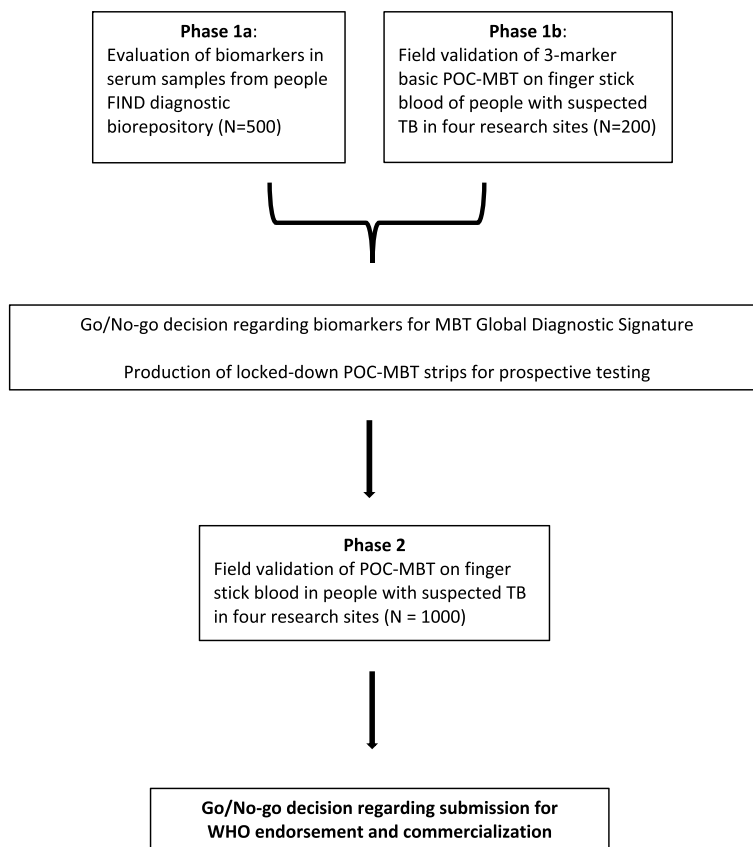 Phase 1a:
Evaluation of biomarkers in
serum samples from people
FIND diagnostic
biorepository (N=500)
Phase 1b:
Field validation of 3-marker
basic POC-MBT on finger stick
blood of people with suspected
TB in four research sites (N=200)
Go/No-go decision regarding biomarkers for MBT Global Diagnostic Signature
Production of locked-down POC-MBT strips for prospective testing
Phase 2
Field validation of POC-MBT on finger
stick blood in people with suspected TB
in four research sites (N = 1000)
Go/No-go decision regarding submission for
WHO endorsement and commercialization